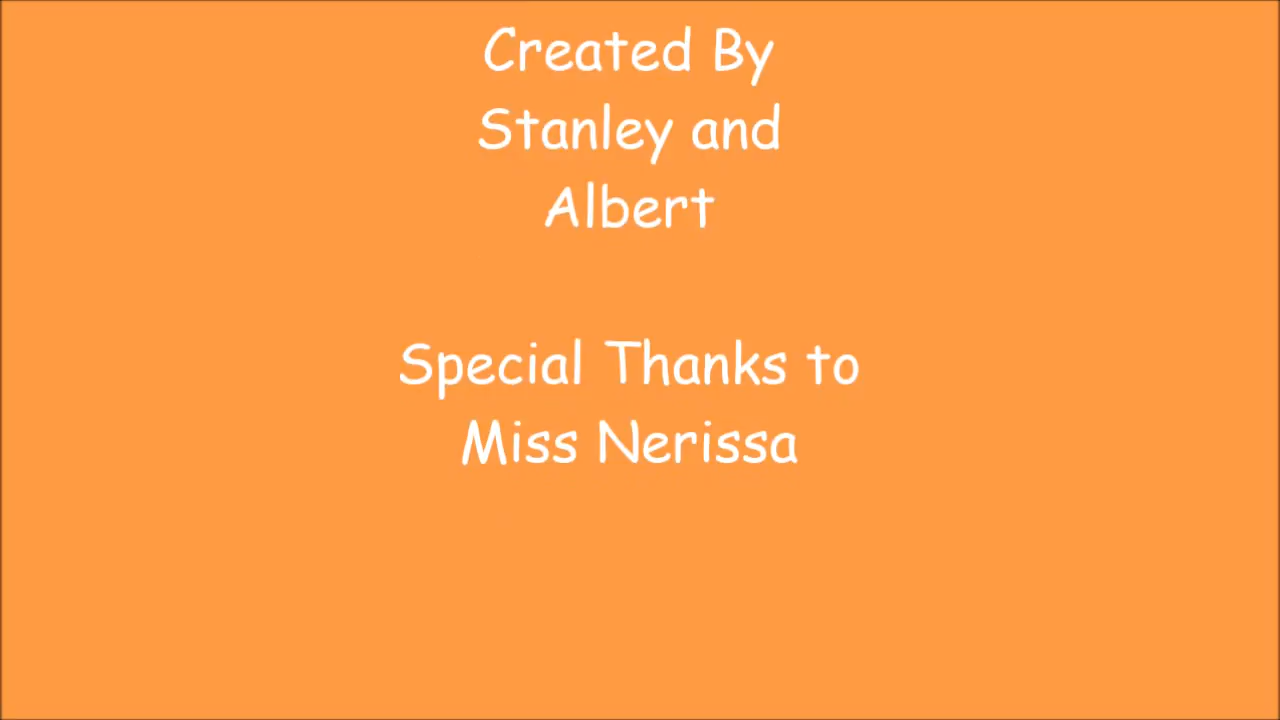 Created By
Stanley and
Albert
Special Thanks to
Miss Nerissa